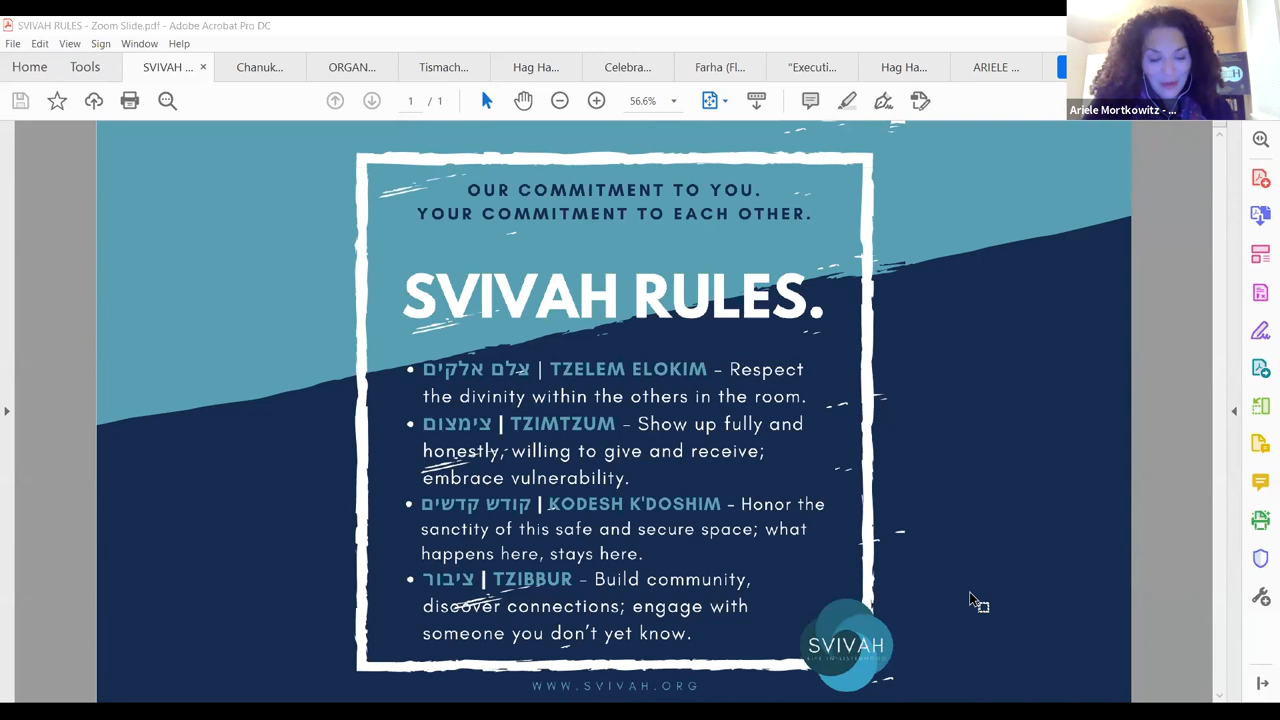 SVIVAH RULES - Zoom Slide.pdf - Adobe Acrobat Pro DC
File Edit View Sign Window Help
Home Tools SVIVAH ... × Chanuk... ORGAN... Tismach... Hag Ha... Celebra... Farha (Fl... "Executi... Hag Ha... ARIELE ...
1 / 1 56.6%
Ariele Mortkowitz - ...
OUR COMMITMENT TO YOU.
YOUR COMMITMENT TO EACH OTHER.
SVIVAH RULES.
• צלם אלקים | TZELEM ELOKIM – Respect
the divinity within the others in the room.
• צימצום | TZIMTZUM – Show up fully and
honestly, willing to give and receive;
embrace vulnerability.
• קודש קדשים | KODESH K'DOSHIM – Honor the
sanctity of this safe and secure space; what
happens here, stays here.
• ציבור | TZIBBUR – Build community,
discover connections; engage with
someone you don't yet know.
SVIVAH
WWW.SVIVAH.ORG